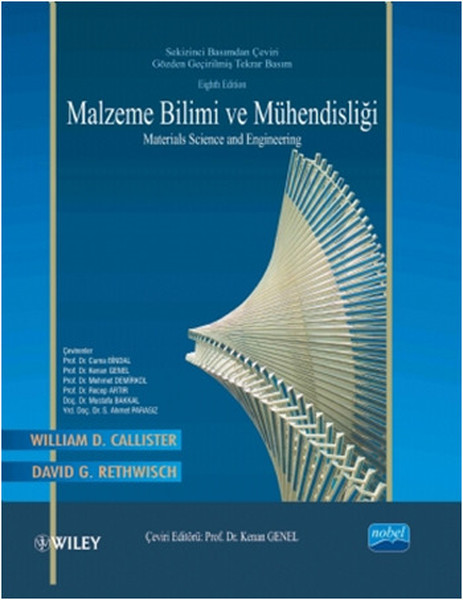 Sekizinci Basımdan Çeviri
Gözden Geçirilmiş Tekrar Basım
Eighth Edition
Malzeme Bilimi ve Mühendisliği
Materials Science and Engineering
Çevirenler
Prof. Dr. Cuma BİNDAL
Prof. Dr. Kenan GENEL
Prof. Dr. Mehmet DEMİRKOL
Prof. Dr. Recep ARTIR
Doç. Dr. Mustafa BAKKAL
Yrd. Doç. Dr. S. Ahmet PARASIZ
WILLIAM D. CALLISTER
DAVID G. RETHWISCH
WILEY
Çeviri Editörü: Prof. Dr. Kenan GENEL
nobel